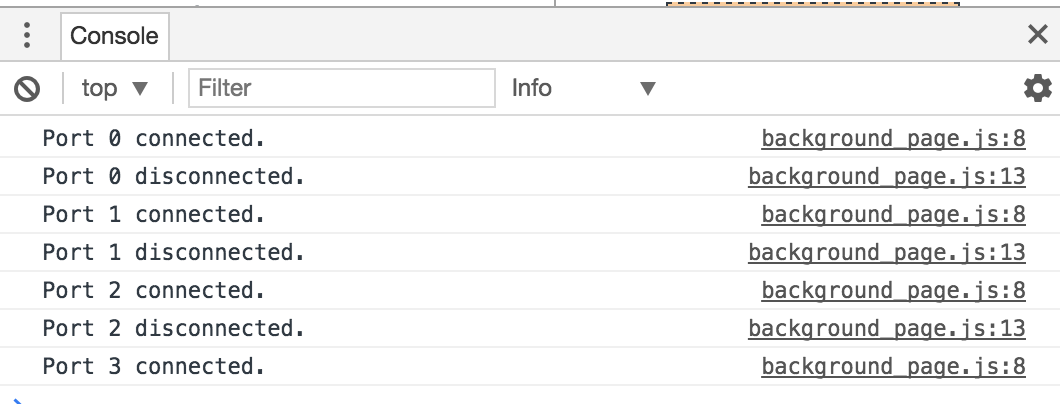 Console
top Filter Info
Port 0 connected. background_page.js:8
Port 0 disconnected. background_page.js:13
Port 1 connected. background_page.js:8
Port 1 disconnected. background_page.js:13
Port 2 connected. background_page.js:8
Port 2 disconnected. background_page.js:13
Port 3 connected. background_page.js:8